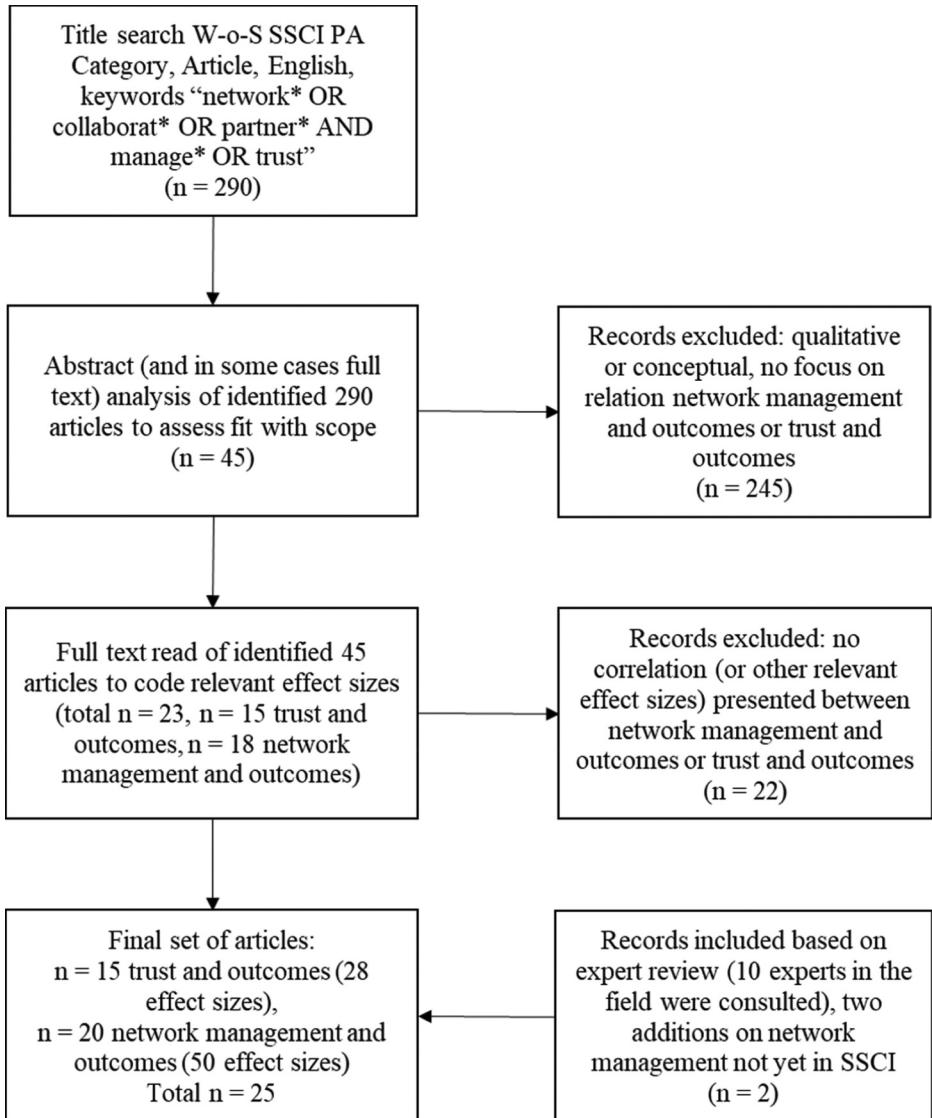 Title search W-o-S SSCI PA
Category, Article, English,
keywords “network* OR
collaborat* OR partner* AND
manage* OR trust”
(n = 290)
Abstract (and in some cases full
text) analysis of identified 290
articles to assess fit with scope
(n = 45)
Records excluded: qualitative
or conceptual, no focus on
relation network management
and outcomes or trust and
outcomes
(n = 245)
Full text read of identified 45
articles to code relevant effect sizes
(total n = 23, n = 15 trust and
outcomes, n = 18 network
management and outcomes)
Records excluded: no
correlation (or other relevant
effect sizes) presented between
network management and
outcomes or trust and outcomes
(n = 22)
Final set of articles:
n = 15 trust and outcomes (28
effect sizes),
n = 20 network management and
outcomes (50 effect sizes)
Total n = 25
Records included based on
expert review (10 experts in the
field were consulted), two
additions on network
management not yet in SSCI
(n = 2)